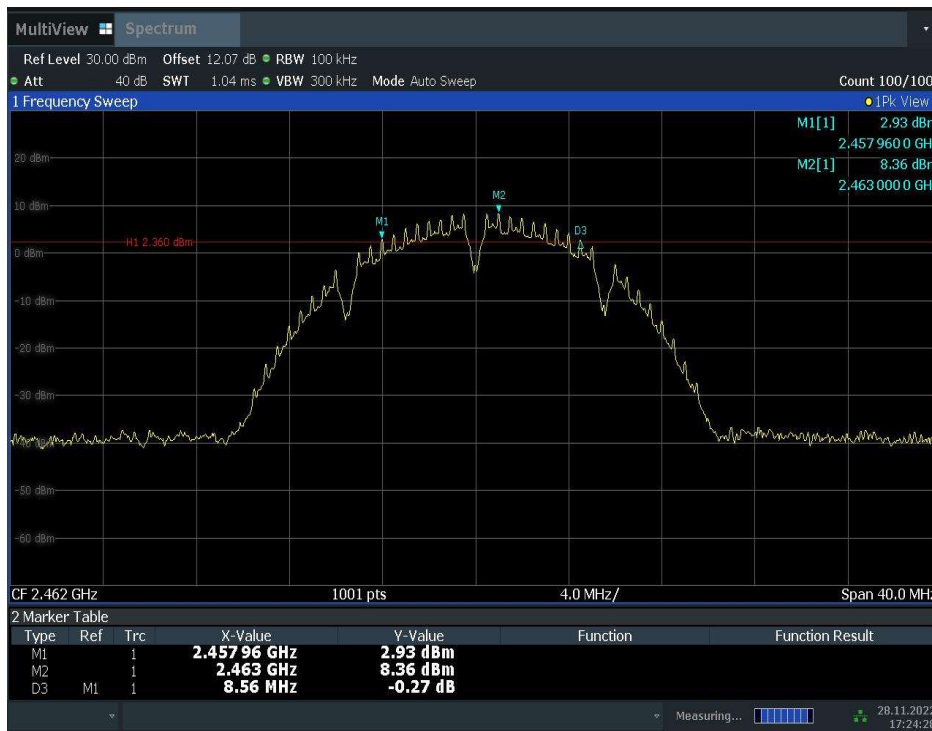 MultiView Spectrum
Ref Level 30.00 dBm Offset 12.07 dB RBW 100 kHz
Att 40 dB SWT 1.04 ms VBW 300 kHz Mode Auto Sweep Count 100/100
1 Frequency Sweep 1Pk View
M1[1] 2.93 dBm
2.457 960 0 GH
M2[1] 8.36 dBm
2.463 000 0 GH
20 dBm
M2
10 dBm
M1
D3
H1 2.360 dBm
0 dBm
-10 dBm
-20 dBm
-30 dBm
-50 dBm
-60 dBm
CF 2.462 GHz 1001 pts 4.0 MHz/ Span 40.0 MHz
2 Marker Table
Type Ref Trc X-Value Y-Value Function Function Result
M1 1 2.457 96 GHz 2.93 dBm
M2 1 2.463 GHz 8.36 dBm
D3 M1 1 8.56 MHz -0.27 dB
Measuring... 28.11.2022
17:24:20